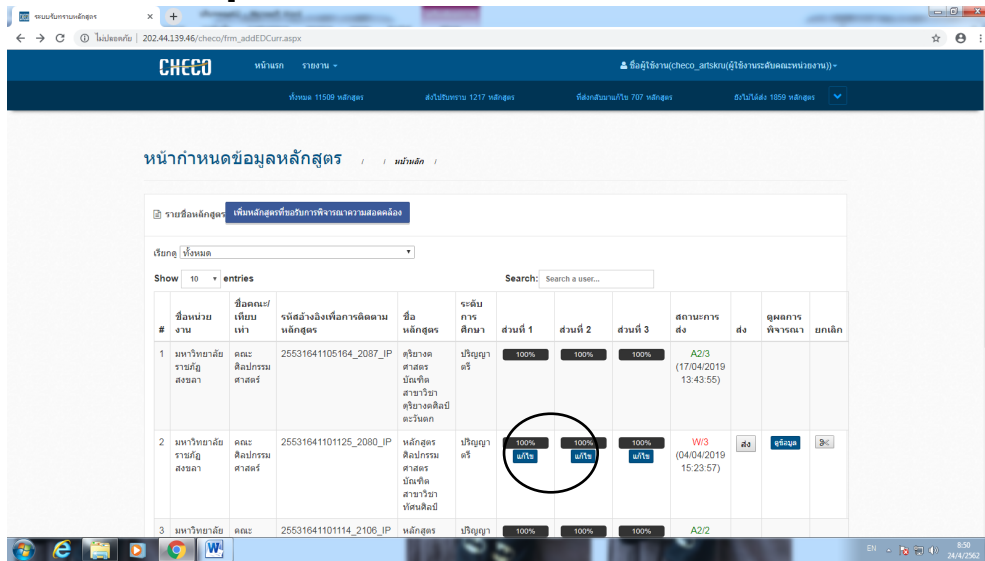 ระบบรับทราบหลักสูตร
ไม่ปลอดภัย | 202.44.139.46/checo/frm_addEDCurr.aspx
CHECO หน้าแรก รายงาน ชื่อผู้ใช้งาน(checo_artskru(ผู้ใช้งานระดับคณะหน่วยงาน))
ทั้งหมด 11509 หลักสูตร ส่งไปรับทราบ 1217 หลักสูตร ที่ส่งกลับมาแก้ไข 707 หลักสูตร ยังไม่ได้ส่ง 1859 หลักสูตร
หน้ากำหนดข้อมูลหลักสูตร / / หน้าหลัก /
รายชื่อหลักสูตร เพิ่มหลักสูตรที่ขอรับการพิจารณาความสอดคล้อง
เรียกดู ทั้งหมด
Show 10 entries Search: Search a user...
# ชื่อหน่วยงาน ชื่อคณะ/เทียบเท่า รหัสอ้างอิงเพื่อการติดตามหลักสูตร ชื่อหลักสูตร ระดับการศึกษา ส่วนที่ 1 ส่วนที่ 2 ส่วนที่ 3 สถานะการส่ง ส่ง ดูผลการพิจารณา ยกเลิก
1 มหาวิทยาลัยราชภัฏสงขลา คณะศิลปกรรมศาสตร์ 25531641105164_2087_IP ดุริยางคศาสตรบัณฑิต สาขาวิชาดุริยางคศิลป์ตะวันตก ปริญญาตรี 100% 100% 100% A2/3 (17/04/2019 13:43:55)
2 มหาวิทยาลัยราชภัฏสงขลา คณะศิลปกรรมศาสตร์ 25531641101125_2080_IP หลักสูตรศิลปกรรมศาสตรบัณฑิต สาขาวิชาทัศนศิลป์ ปริญญาตรี 100% แก้ไข 100% แก้ไข 100% แก้ไข W/3 (04/04/2019 15:23:57) ส่ง ดูข้อมูล
3 มหาวิทยาลัย คณะ 25531641101114_2106_IP หลักสูตร ปริญญา 100% 100% 100% A2/2
EN 8:50
24/4/2562